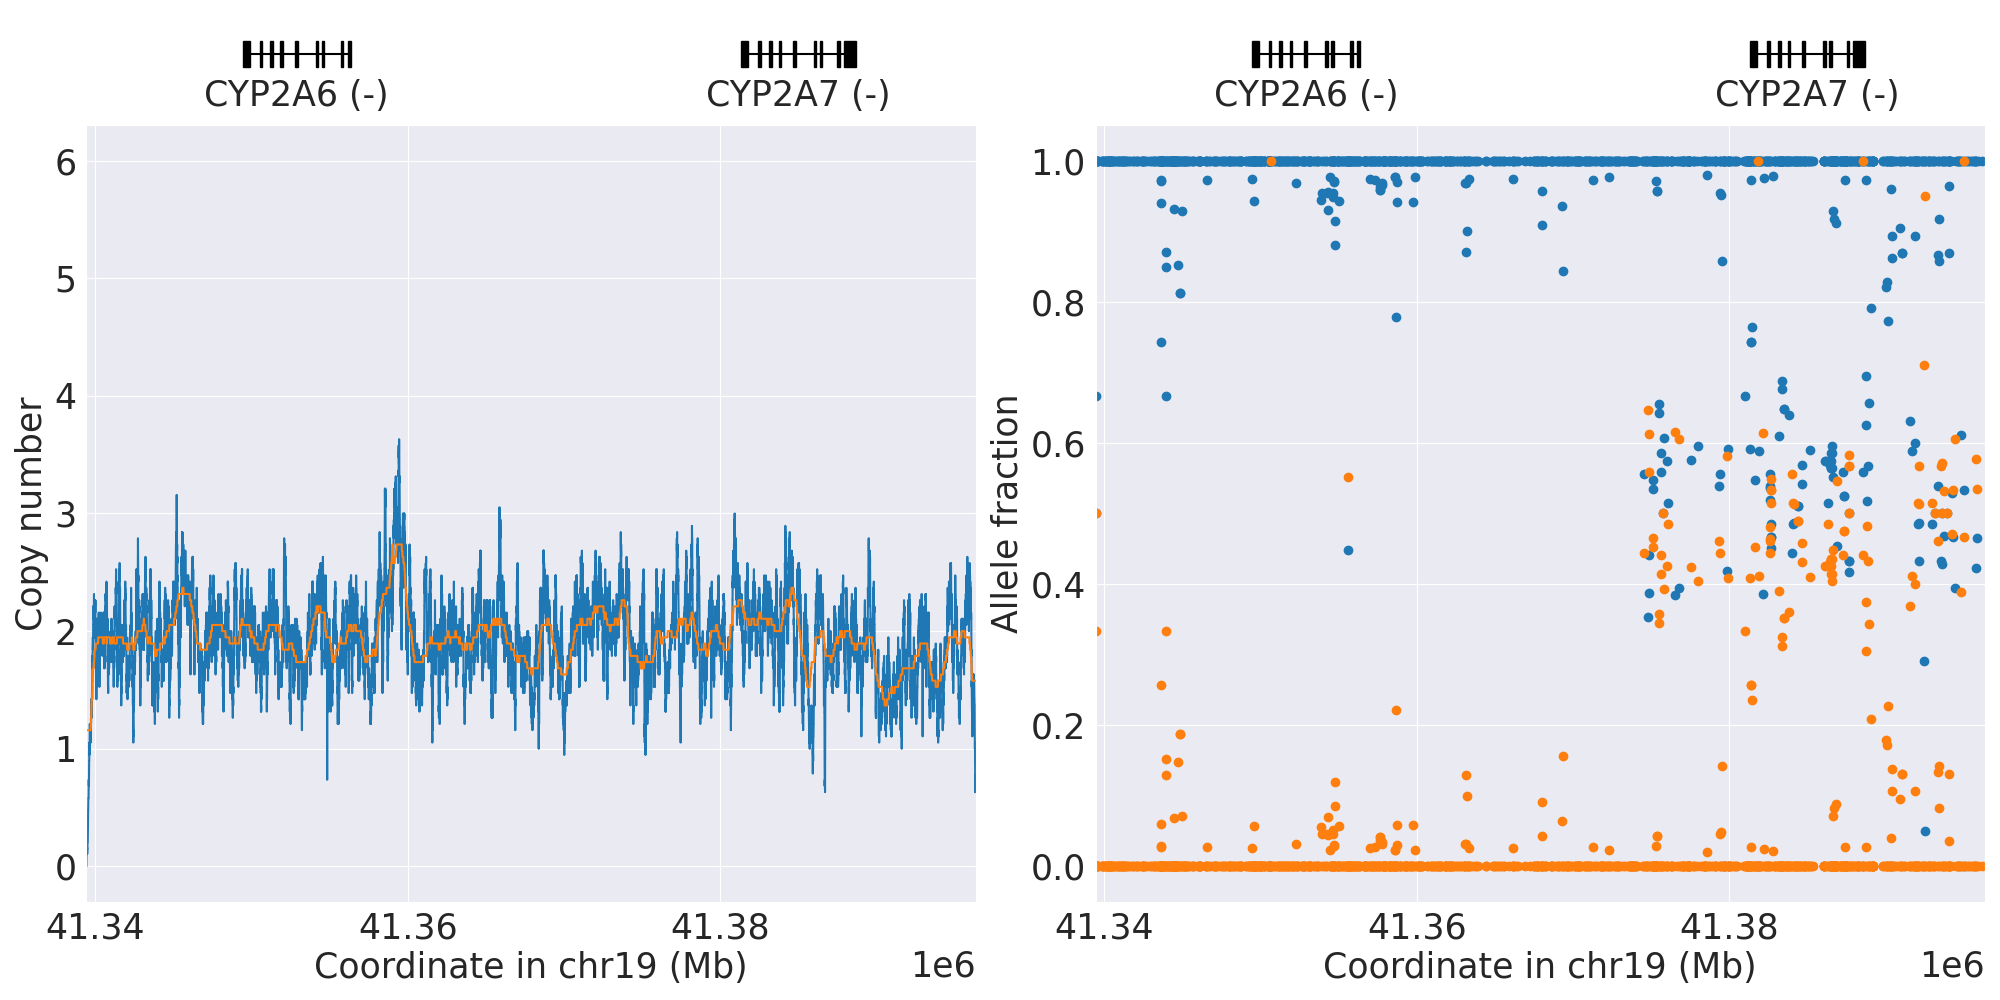 CYP2A6 (-)
CYP2A7 (-)
Copy number
6
5
4
3
2
1
0
41.34
41.36
41.38
Coordinate in chr19 (Mb)
1e6
CYP2A6 (-)
CYP2A7 (-)
Allele fraction
1.0
0.8
0.6
0.4
0.2
0.0
41.34
41.36
41.38
Coordinate in chr19 (Mb)
1e6